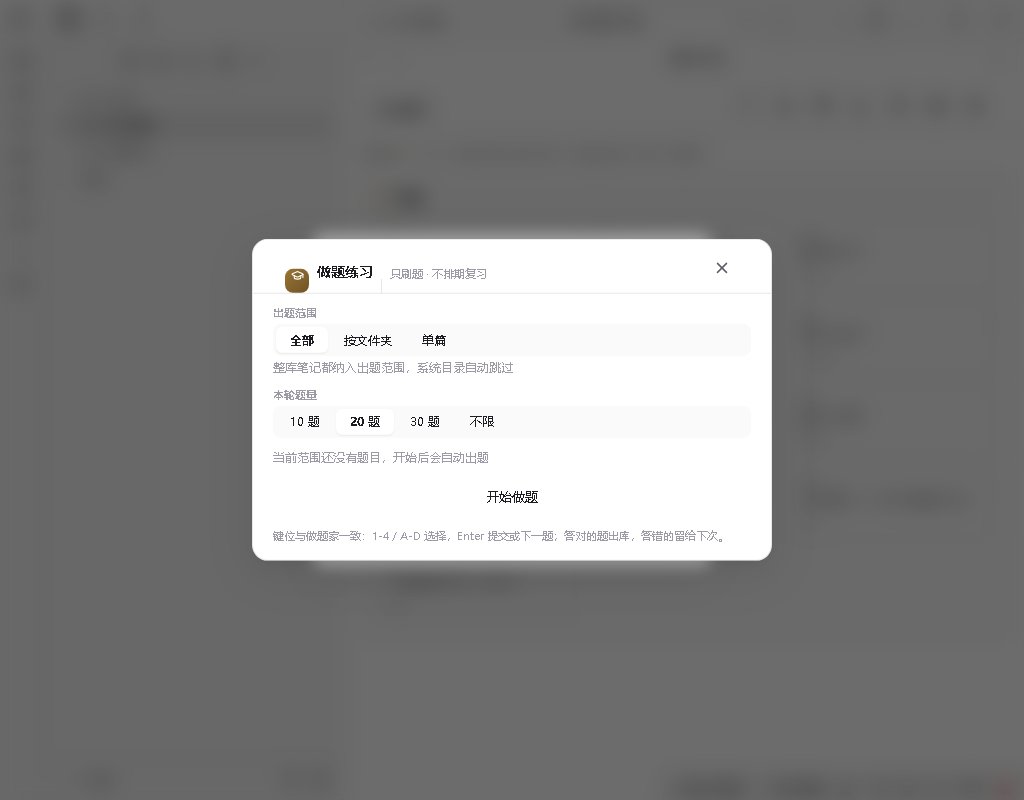 做题练习 只刷题 · 不排期复习
出题范围
全部 按文件夹 单篇
整库笔记都纳入出题范围，系统目录自动跳过
本轮题量
10 题 20 题 30 题 不限
当前范围还没有题目，开始后会自动出题
开始做题
键位与做题家一致：1-4 / A-D 选择，Enter 提交或下一题；答对的题出库，答错的留给下次。